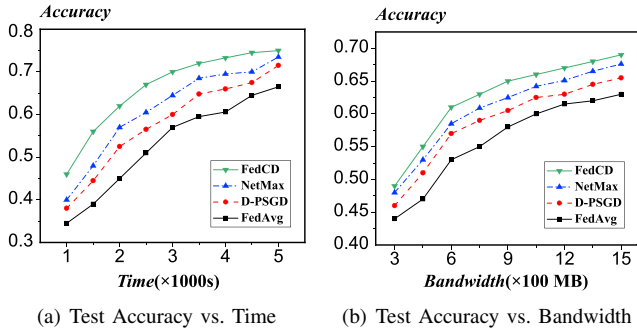 Accuracy
0.8
0.7
0.6
0.5
0.4
0.3
1 2 3 4 5
Time(×1000s)
FedCD
NetMax
D-PSGD
FedAvg
(a) Test Accuracy vs. Time
Accuracy
0.70
0.65
0.60
0.55
0.50
0.45
0.40
3 6 9 12 15
Bandwidth(×100 MB)
FedCD
NetMax
D-PSGD
FedAvg
(b) Test Accuracy vs. Bandwidth